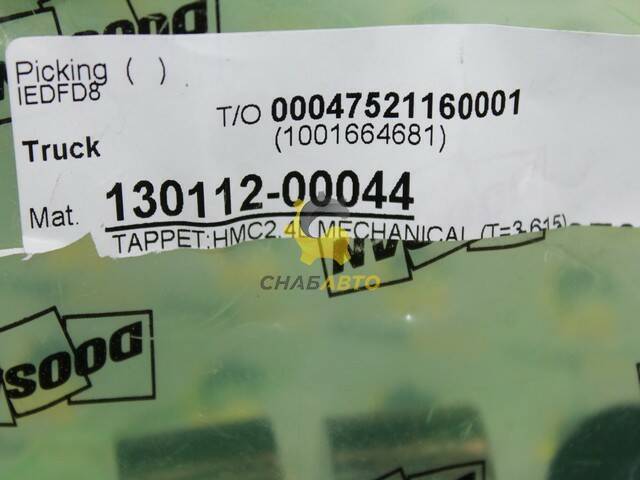 Picking ( )
IEDFD8
T/O 00047521160001
(1001664681)
Truck
Mat. 130112-00044
TAPPET:HMC2.4L MECHANICAL (T=3.615)
СНАБАВТО